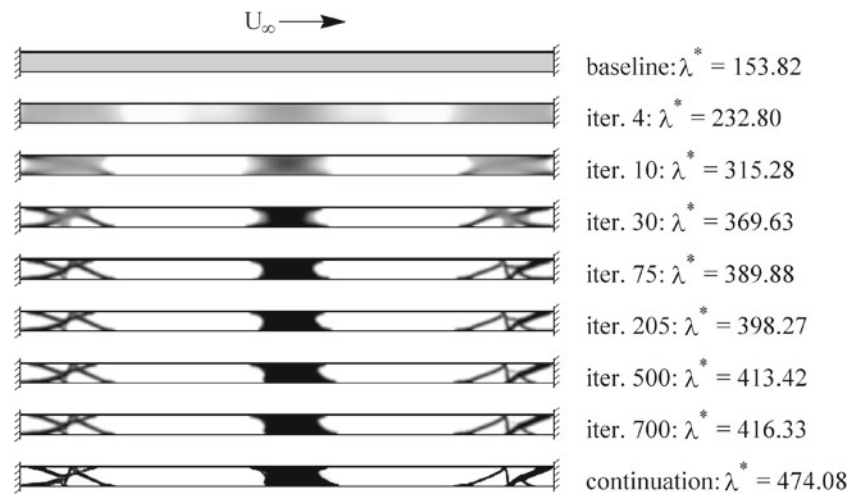 U∞
baseline: λ* = 153.82
iter. 4: λ* = 232.80
iter. 10: λ* = 315.28
iter. 30: λ* = 369.63
iter. 75: λ* = 389.88
iter. 205: λ* = 398.27
iter. 500: λ* = 413.42
iter. 700: λ* = 416.33
continuation: λ* = 474.08